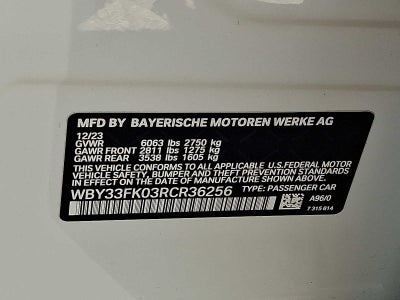 MFD BY BAYERISCHE MOTOREN WERKE AG
12/23
GVWR 6063 lbs 2750 kg
GAWR FRONT 2811 lbs 1275 kg
GAWR REAR 3538 lbs 1605 kg
THIS VEHICLE CONFORMS TO ALL APPLICABLE U.S.FEDERAL MOTOR
VEHICLE SAFETY, BUMPER, AND THEFT PREVENTION STANDARDS
IN EFFECT ON THE DATE OF MANUFACTURE SHOWN ABOVE.
WBY33FK03RCR36256 TYPE: PASSENGER CAR
A96/0
7 315 614